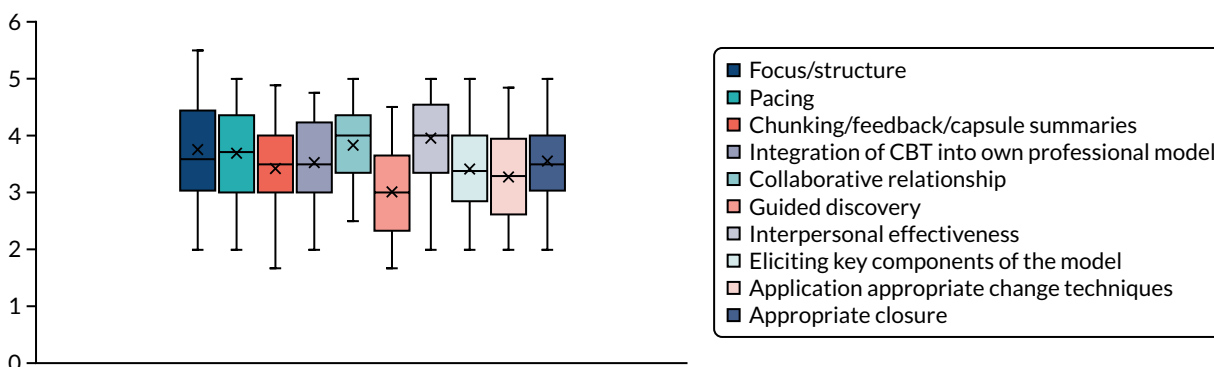 6
5
4
3
2
1
0
Focus/structure
Pacing
Chunking/feedback/capsule summaries
Integration of CBT into own professional model
Collaborative relationship
Guided discovery
Interpersonal effectiveness
Eliciting key components of the model
Application appropriate change techniques
Appropriate closure